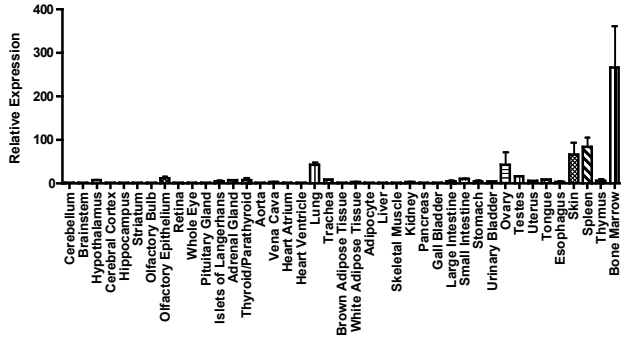 Relative Expression
400
300
200
100
0
Cerebellum
Brainstem
Hypothalamus
Cerebral Cortex
Hippocampus
Striatum
Olfactory Bulb
Olfactory Epithelium
Retina
Whole Eye
Pituitary Gland
Islets of Langerhans
Adrenal Gland
Thyroid/Parathyroid
Aorta
Vena Cava
Heart Atrium
Heart Ventricle
Lung
Trachea
Brown Adipose Tissue
White Adipose Tissue
Adipocyte
Liver
Skeletal Muscle
Kidney
Pancreas
Gall Bladder
Large Intestine
Small Intestine
Stomach
Urinary Bladder
Ovary
Testes
Uterus
Tongue
Esophagus
Skin
Spleen
Thymus
Bone Marrow